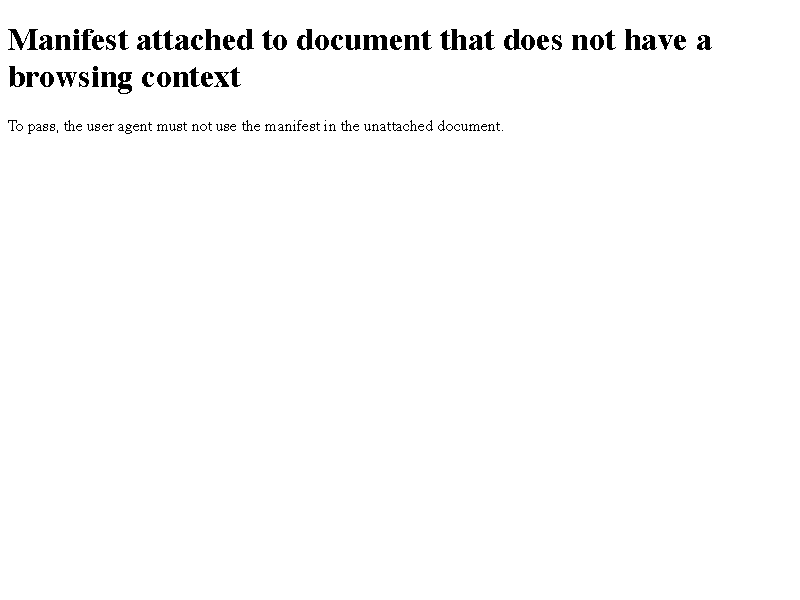 Manifest attached to document that does not have a
browsing context
To pass, the user agent must not use the manifest in the unattached document.